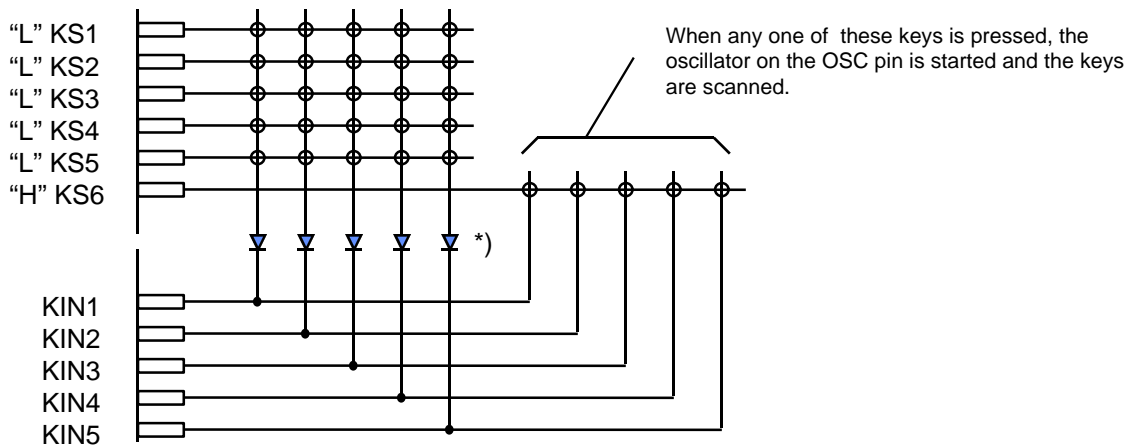 “L” KS1
“L” KS2
“L” KS3
“L” KS4
“L” KS5
“H” KS6
When any one of these keys is pressed, the
oscillator on the OSC pin is started and the keys
are scanned.
*)
KIN1
KIN2
KIN3
KIN4
KIN5